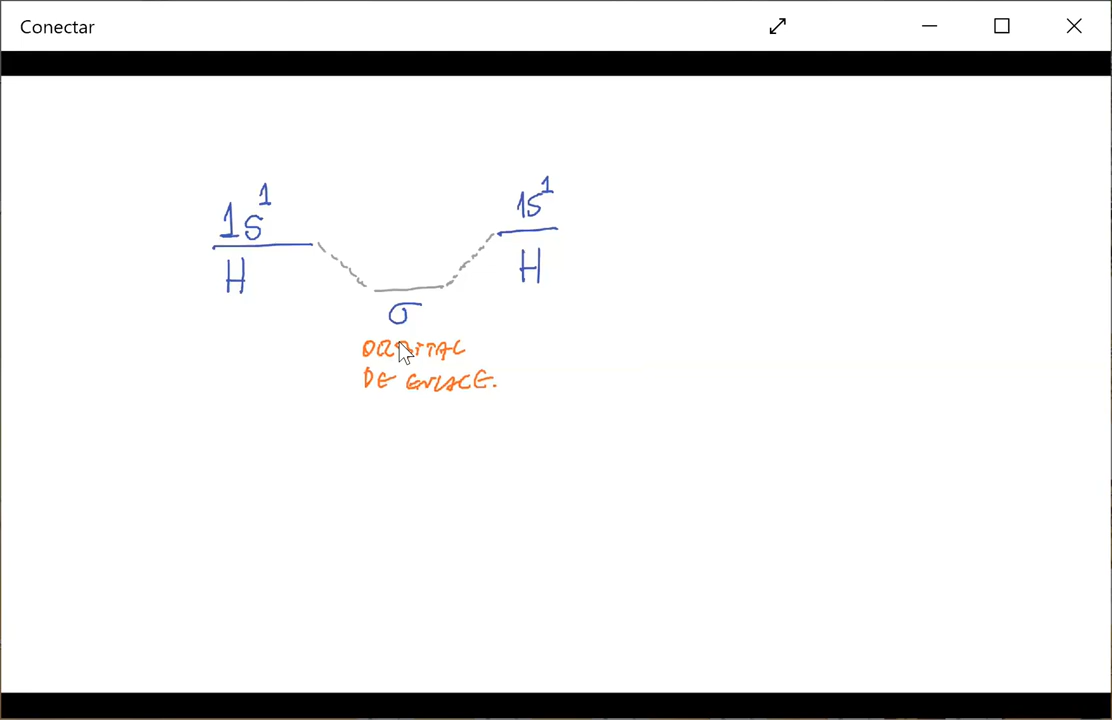 Conectar
1s¹ 1s¹
H H
σ
ORBITAL
DE ENLACE.